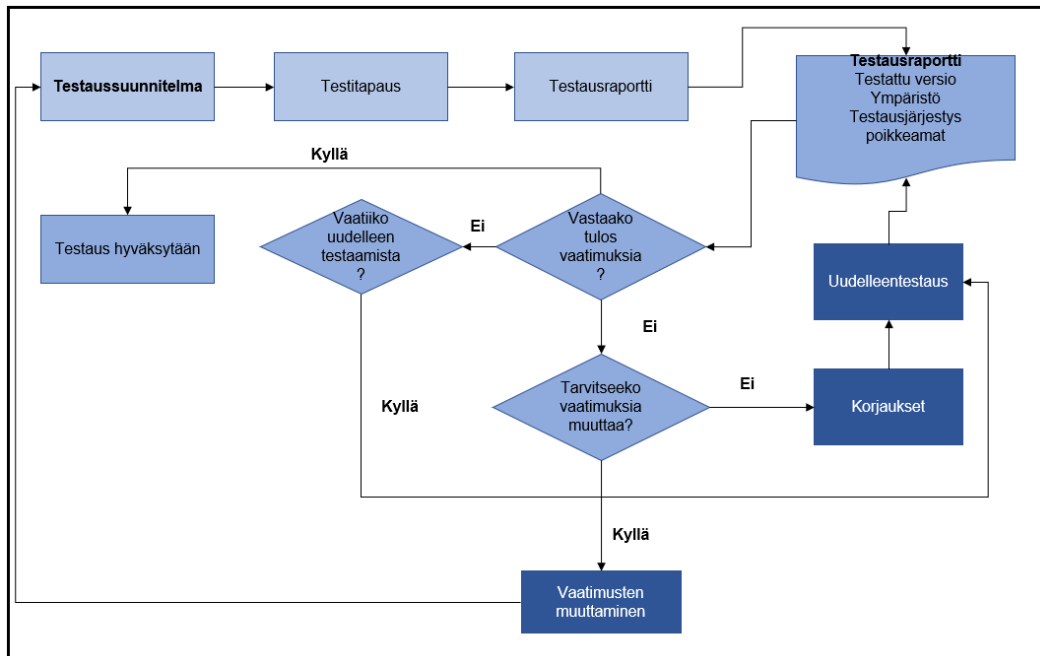 Testaussuunnitelma
Testitapaus
Testausraportti
Testausraportti
Testattu versio
Ympäristö
Testausjärjestys
poikkeamat
Kyllä
Testaus hyväksytään
Vaatiiko
uudelleen
testaamista
?
Ei
Vastaako
tulos
vaatimuksia
?
Uudelleentestaus
Ei
Kyllä
Tarvitseeko
vaatimuksia
muuttaa?
Ei
Korjaukset
Kyllä
Vaatimusten
muuttaminen